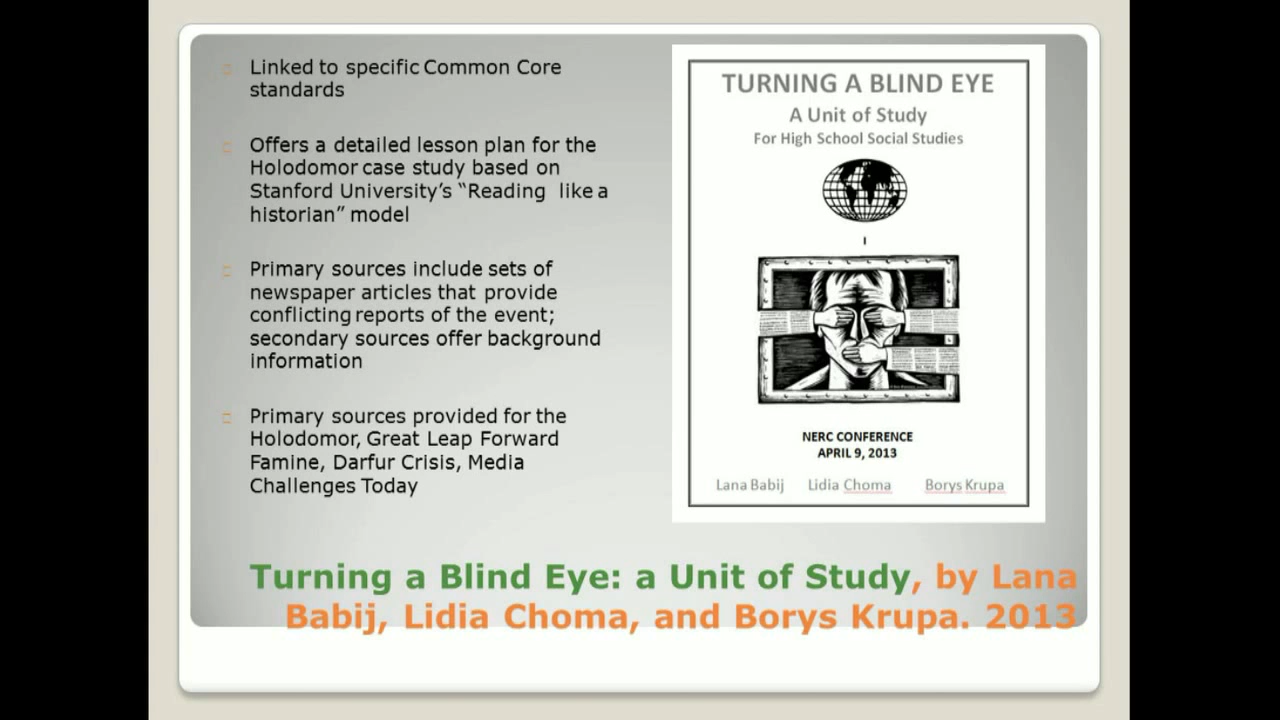 Linked to specific Common Core
standards
Offers a detailed lesson plan for the
Holodomor case study based on
Stanford University's “Reading like a
historian” model
Primary sources include sets of
newspaper articles that provide
conflicting reports of the event;
secondary sources offer background
information
Primary sources provided for the
Holodomor, Great Leap Forward
Famine, Darfur Crisis, Media
Challenges Today
TURNING A BLIND EYE
A Unit of Study
For High School Social Studies
I
NERC CONFERENCE
APRIL 9, 2013
Lana Babij Lidia Choma Borys Krupa
Turning a Blind Eye: a Unit of Study, by Lana
Babij, Lidia Choma, and Borys Krupa. 2013